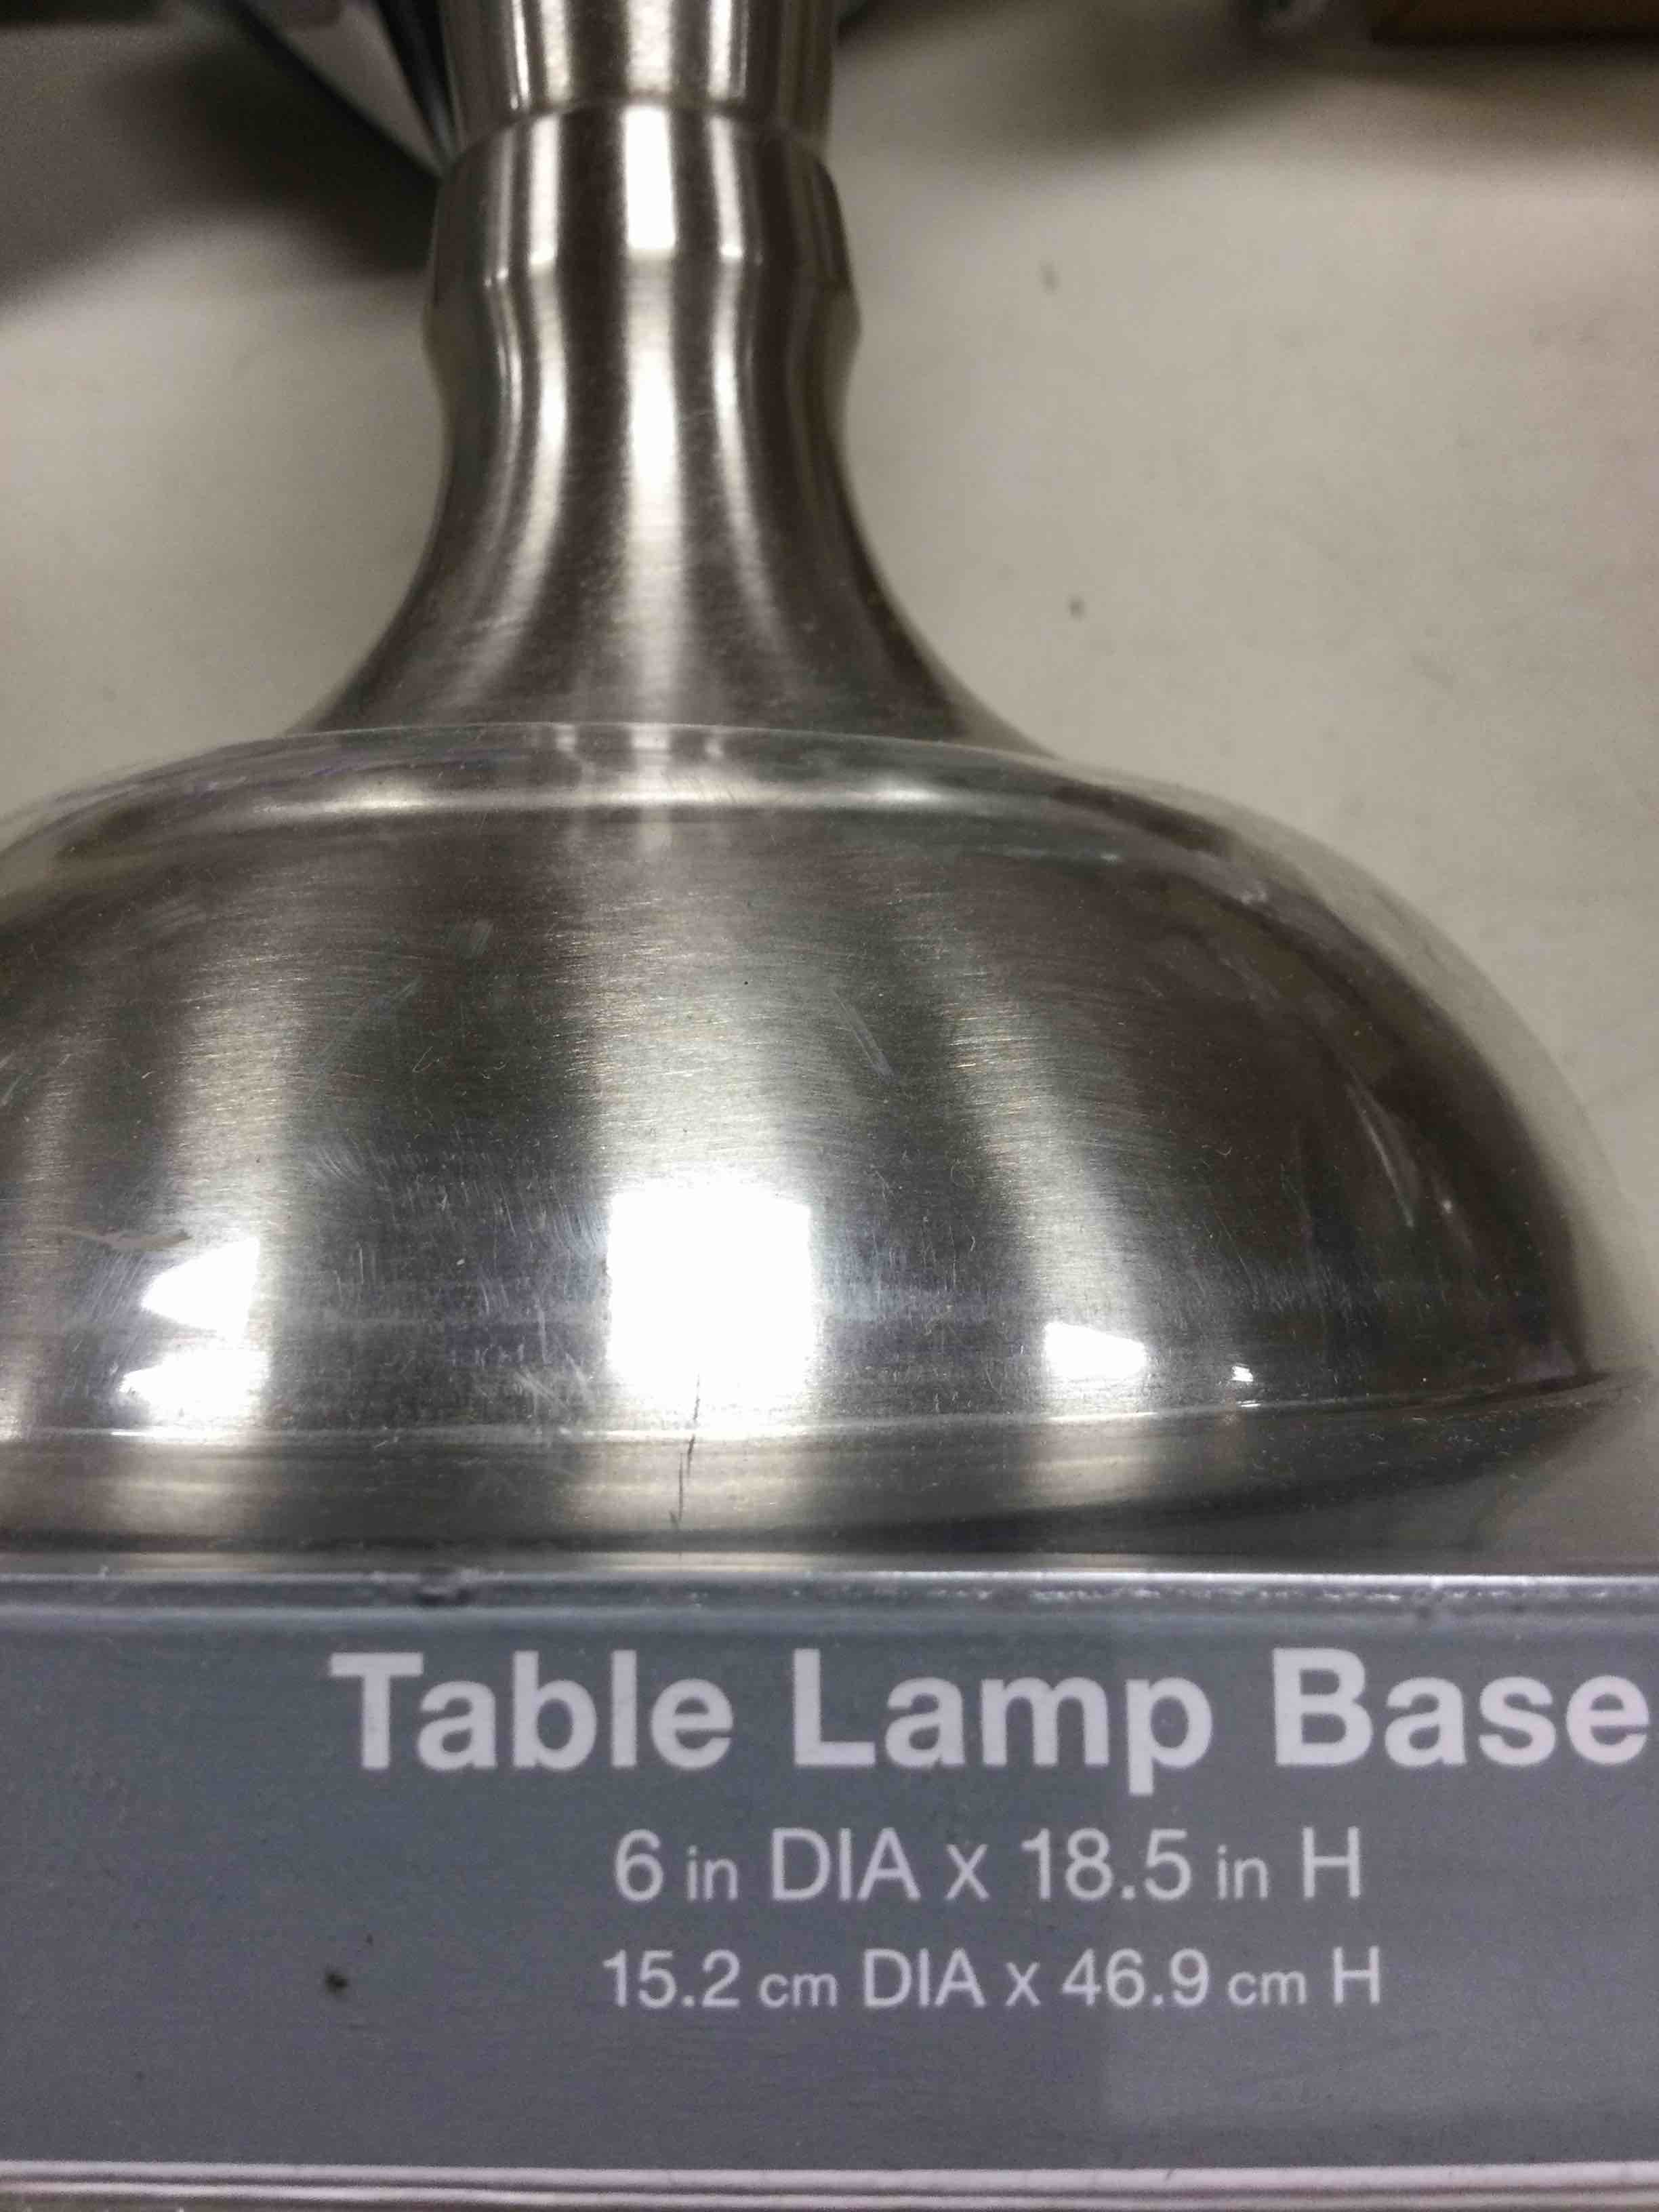 Table Lamp Base
6 in DIA x 18.5 in H
15.2 cm DIA x 46.9 cm H